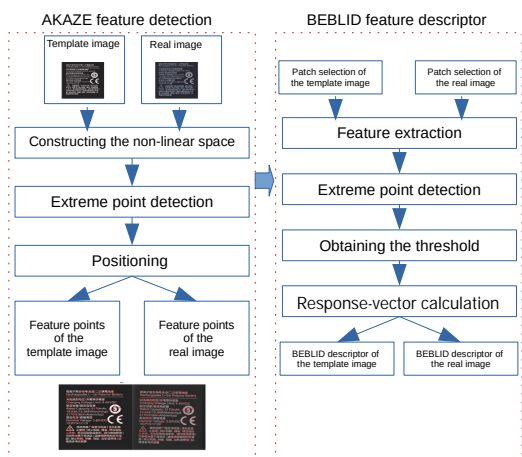 AKAZE feature detection
Template image
Real image
Constructing the non-linear space
Extreme point detection
Positioning
Feature points
of the
template image
Feature points
of the
real image
BEBLID feature descriptor
Patch selection of
the template image
Patch selection of
the real image
Feature extraction
Extreme point detection
Obtaining the threshold
Response-vector calculation
BEBLID descriptor of
the template image
BEBLID descriptor of
the real image